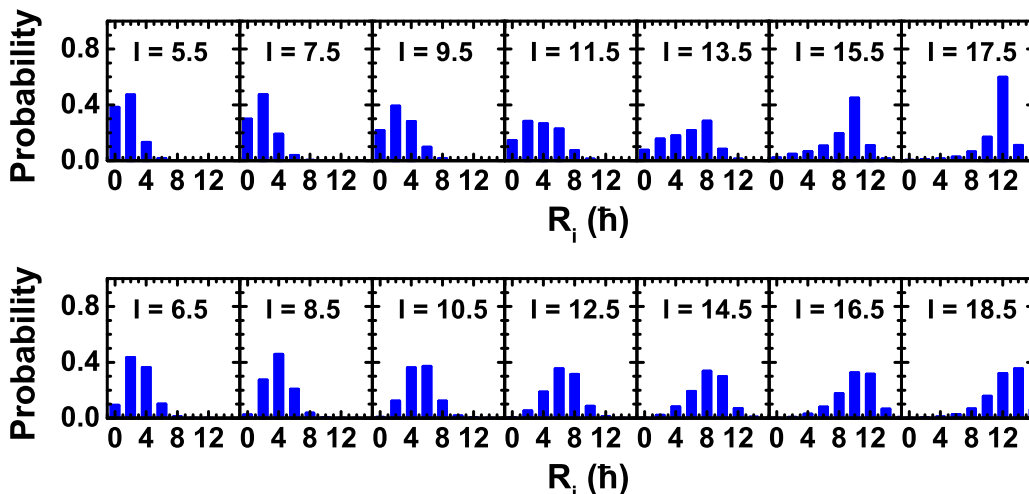 Probability
0.8
0.4
0.0
I = 5.5
I = 7.5
I = 9.5
I = 11.5
I = 13.5
I = 15.5
I = 17.5
0 4 8 12 0 4 8 12 0 4 8 12 0 4 8 12 0 4 8 12 0 4 8 12 0 4 8 12
R_i (ħ)
Probability
0.8
0.4
0.0
I = 6.5
I = 8.5
I = 10.5
I = 12.5
I = 14.5
I = 16.5
I = 18.5
0 4 8 12 0 4 8 12 0 4 8 12 0 4 8 12 0 4 8 12 0 4 8 12 0 4 8 12
R_i (ħ)